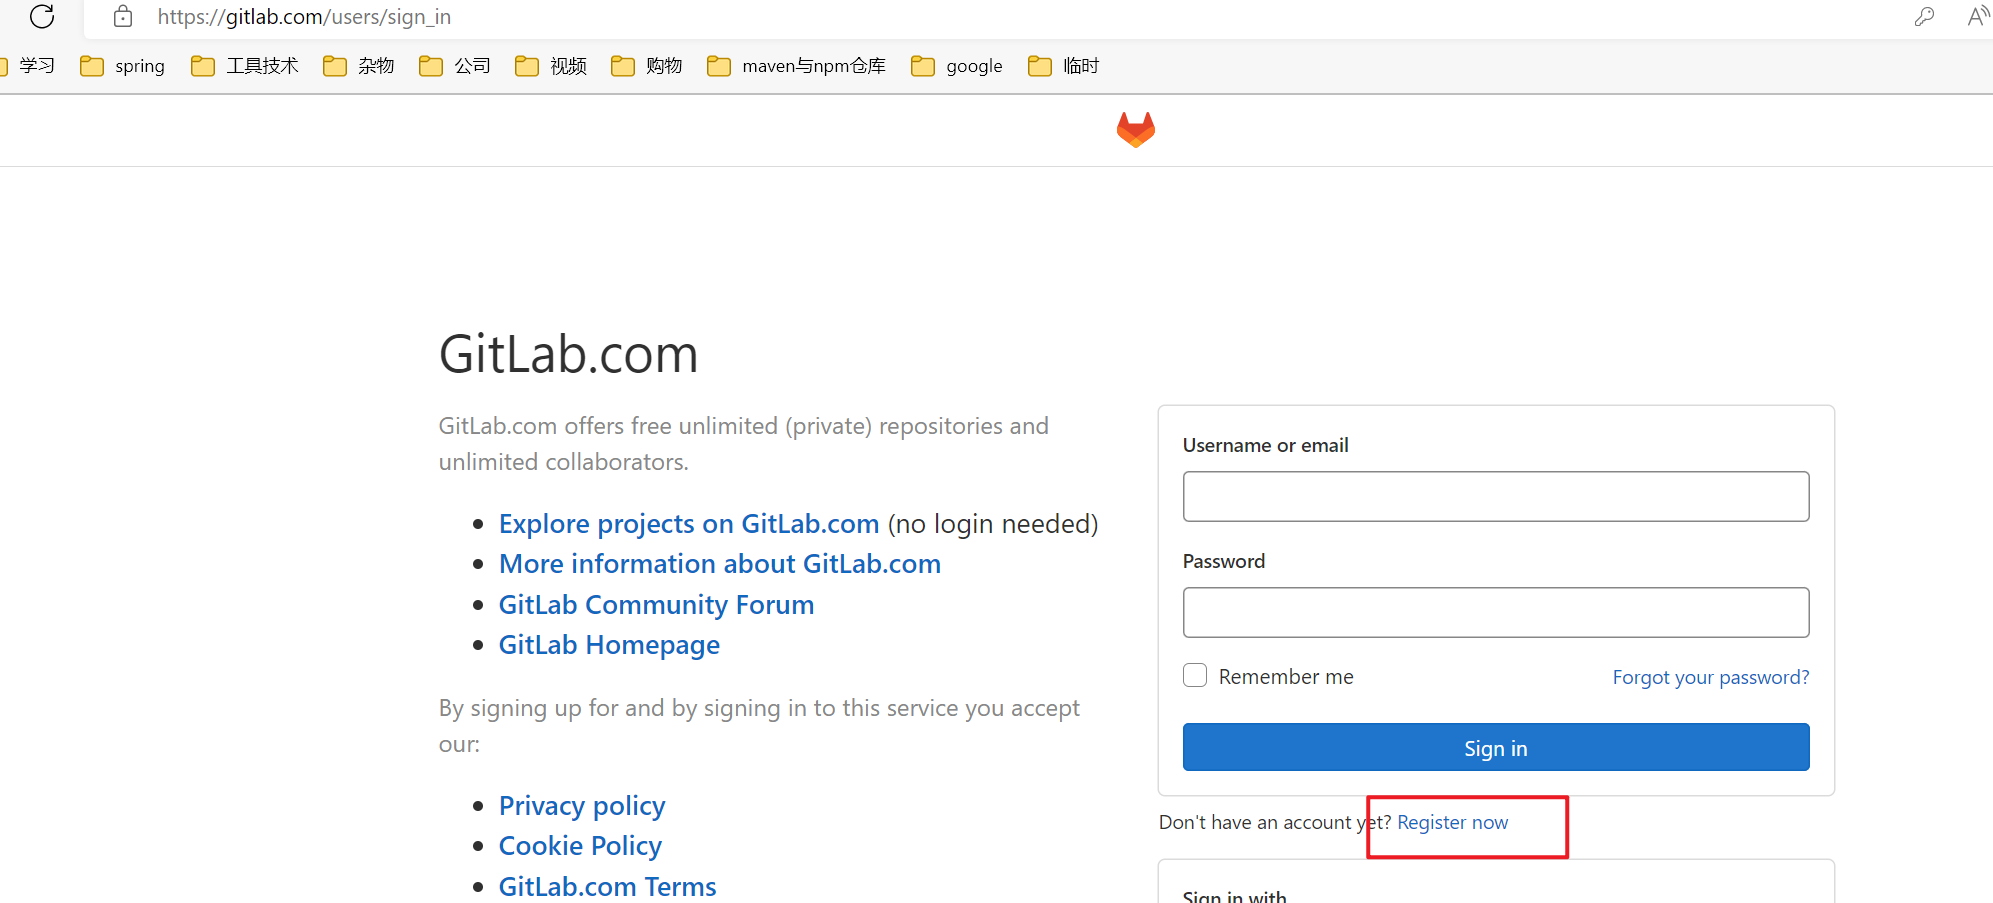 https://gitlab.com/users/sign_in
学习 spring 工具技术 杂物 公司 视频 购物 maven与npm仓库 google 临时
GitLab.com
GitLab.com offers free unlimited (private) repositories and
unlimited collaborators.
Explore projects on GitLab.com (no login needed)
More information about GitLab.com
GitLab Community Forum
GitLab Homepage
By signing up for and by signing in to this service you accept
our:
Privacy policy
Cookie Policy
GitLab.com Terms
Username or email
Password
Remember me Forgot your password?
Sign in
Don't have an account yet? Register now
Sign in with